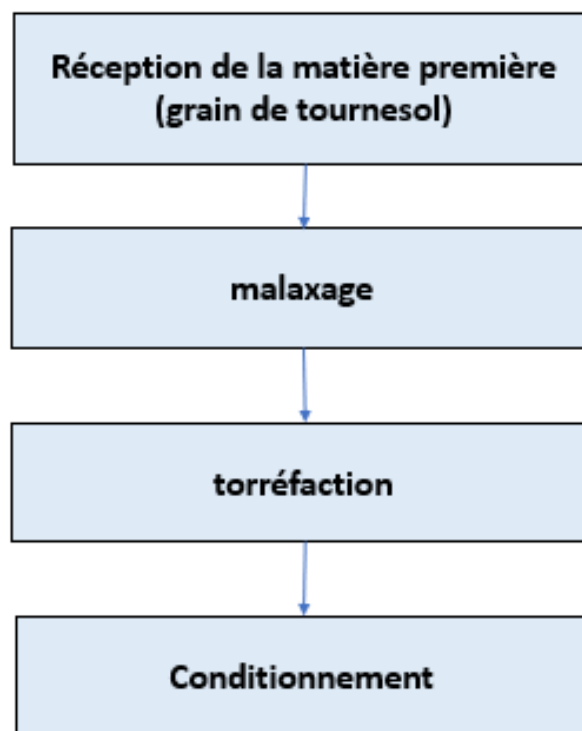 Réception de la matière première
(grain de tournesol)
malaxage
torréfaction
Conditionnement